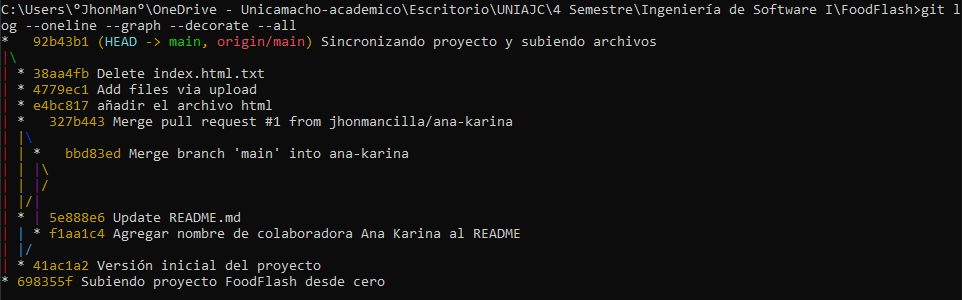 C:\Users\ºJhonManº\OneDrive - Unicamacho-academico\Escritorio\UNIAJC\4 Semestre\Ingeniería de Software I\FoodFlash>git l
og --oneline --graph --decorate --all
*   92b43b1 (HEAD -> main, origin/main) Sincronizando proyecto y subiendo archivos
|\
| * 38aa4fb Delete index.html.txt
| * 4779ec1 Add files via upload
| * e4bc817 añadir el archivo html
| *   327b443 Merge pull request #1 from jhonmancilla/ana-karina
| |\
| | *   bbd83ed Merge branch 'main' into ana-karina
| | |\
| | |/
| |/|
| * | 5e888e6 Update README.md
| | * f1aa1c4 Agregar nombre de colaboradora Ana Karina al README
| |/
| * 41ac1a2 Versión inicial del proyecto
* 698355f Subiendo proyecto FoodFlash desde cero